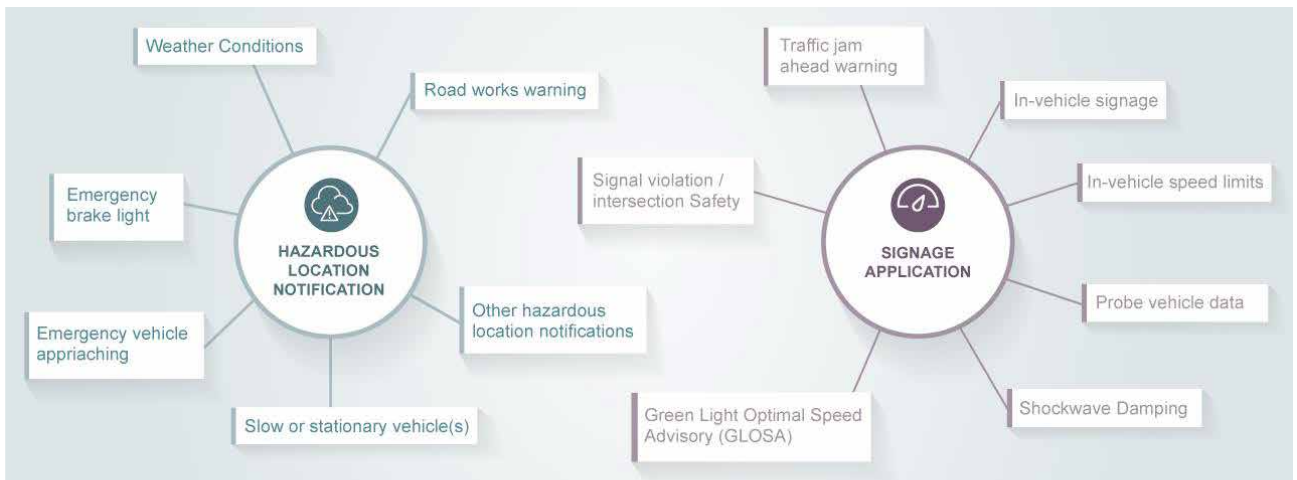 Weather Conditions
Road works warning
Emergency
brake light
HAZARDOUS
LOCATION
NOTIFICATION
Other hazardous
location notifications
Emergency vehicle
appriaching
Slow or stationary vehicle(s)
Traffic jam
ahead warning
In-vehicle signage
Signal violation /
intersection Safety
In-vehicle speed limits
SIGNAGE
APPLICATION
Probe vehicle data
Green Light Optimal Speed
Advisory (GLOSA)
Shockwave Damping